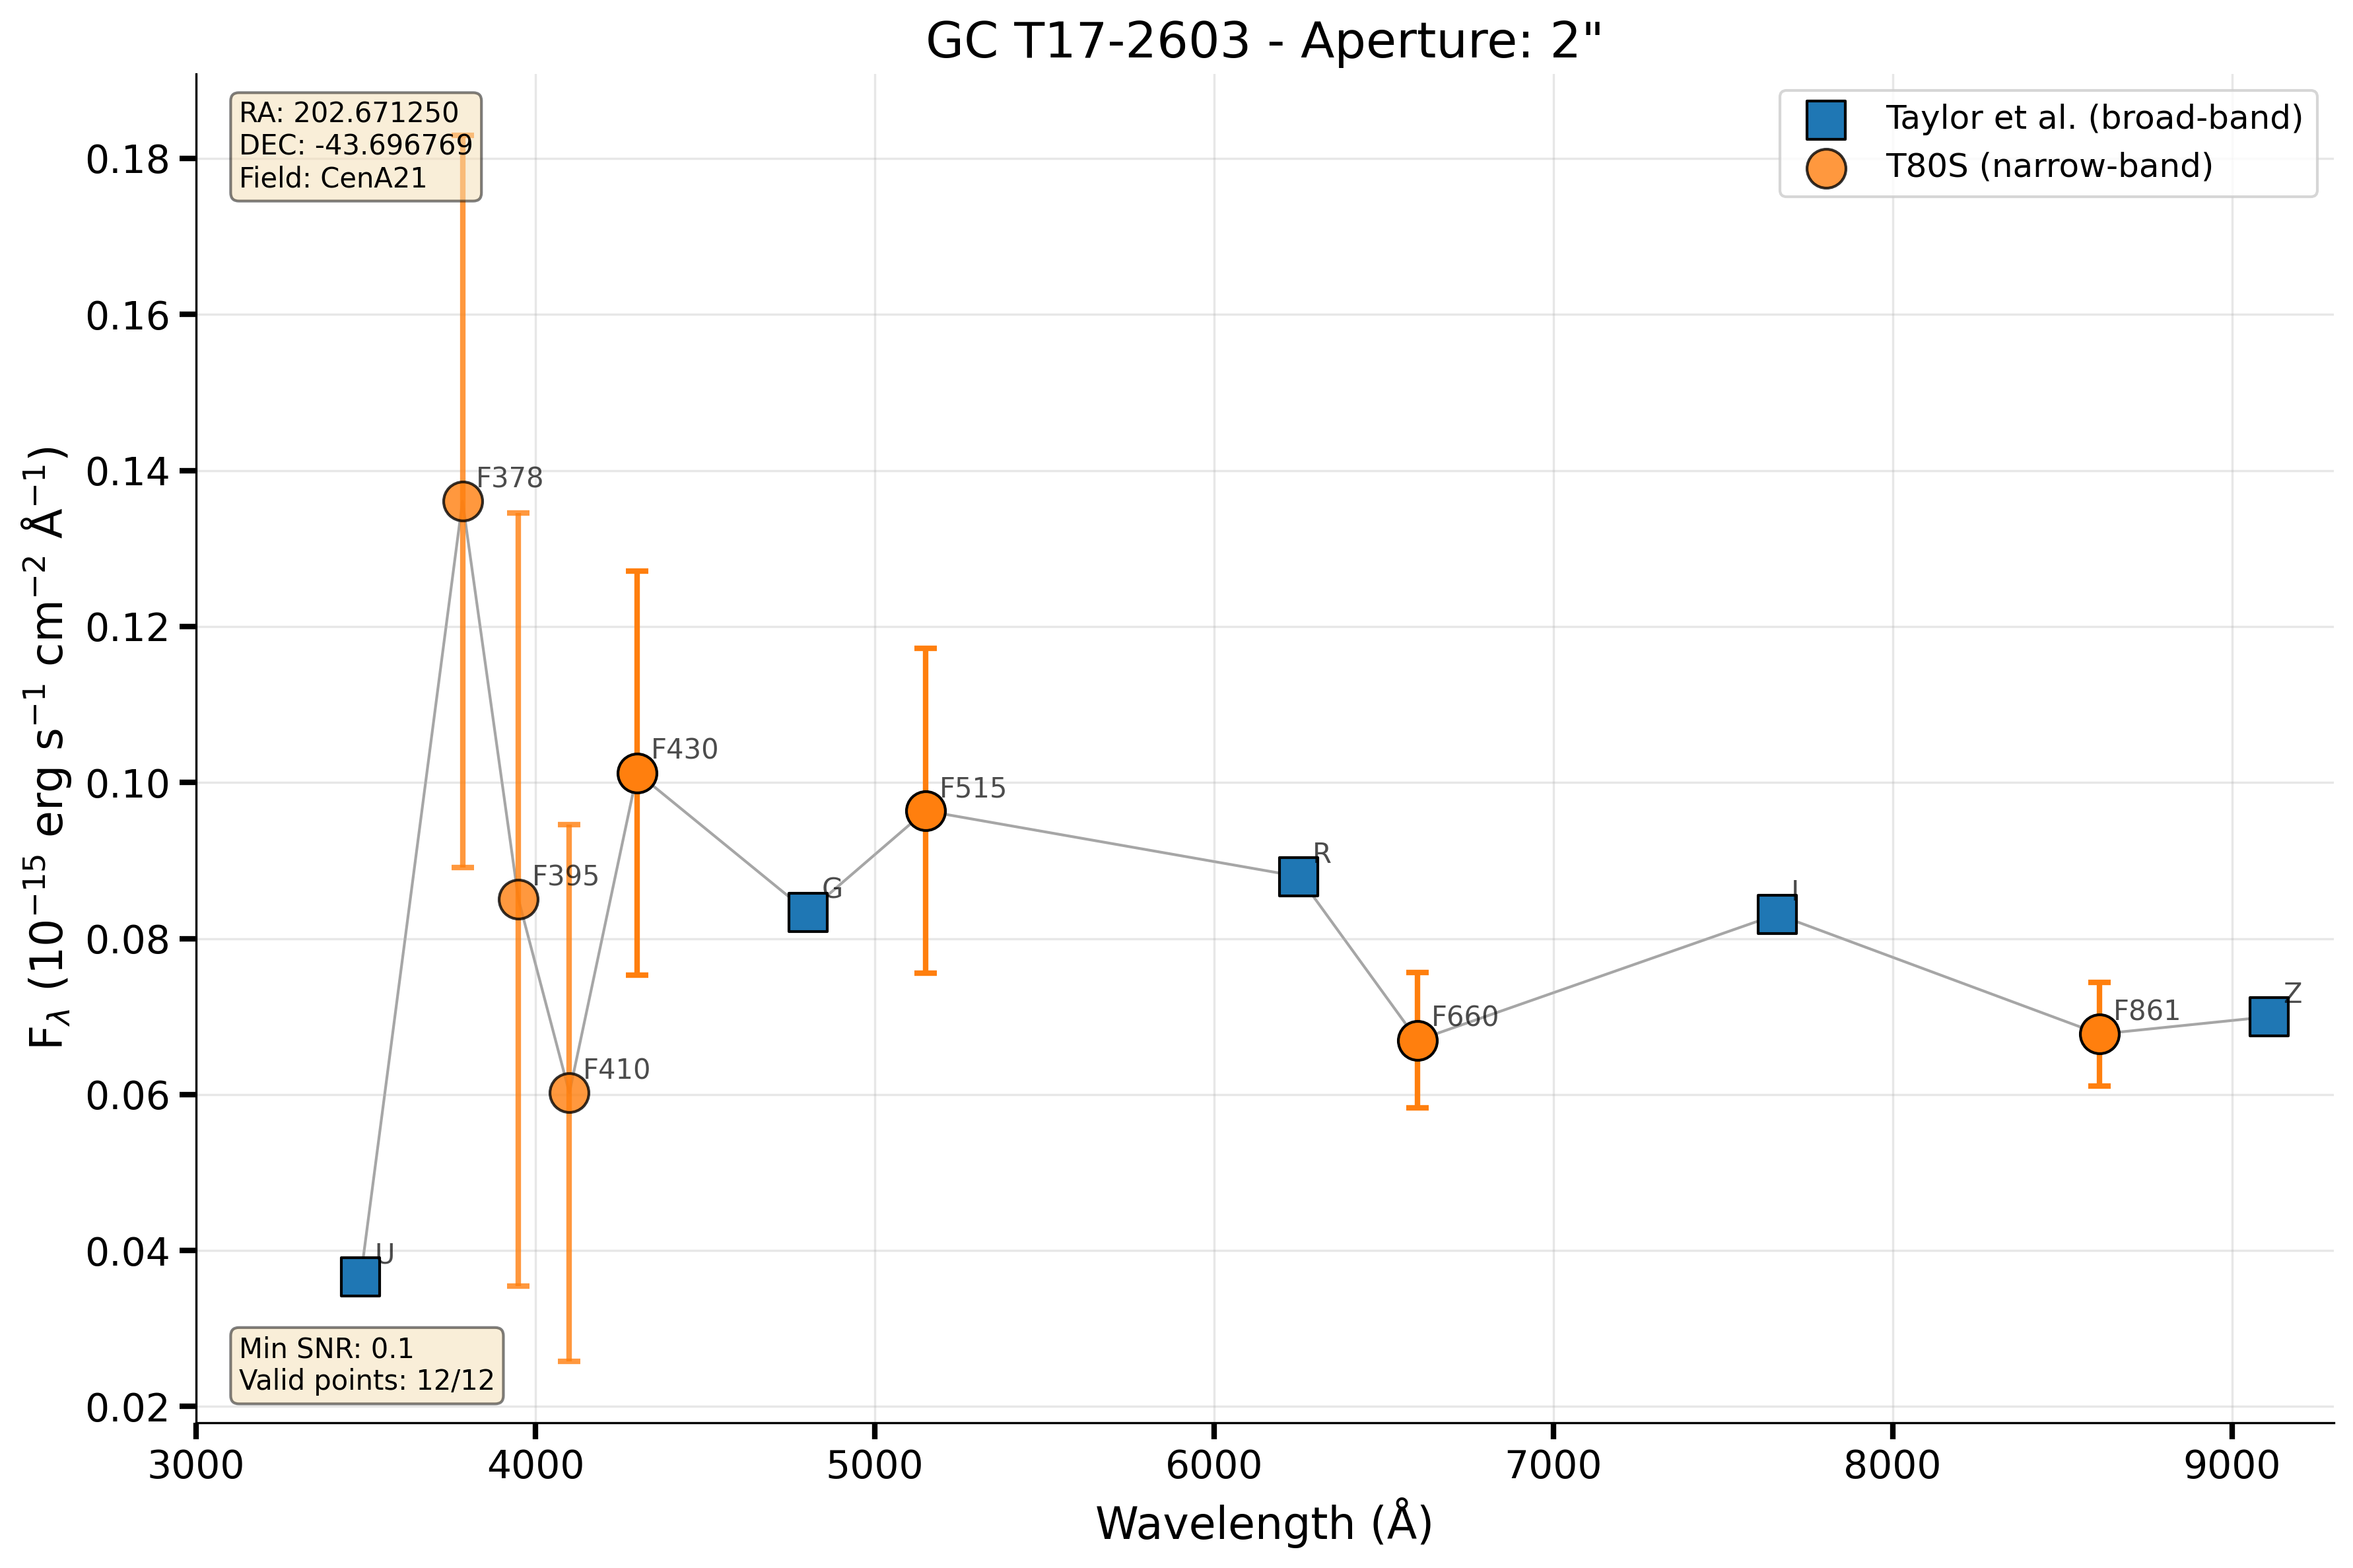 GC T17-2603 - Aperture: 2"
RA: 202.671250
DEC: -43.696769
Field: CenA21
Taylor et al. (broad-band)
T80S (narrow-band)
0.18
0.16
0.14
0.12
0.10
0.08
0.06
0.04
0.02
F_λ (10⁻¹⁵ erg s⁻¹ cm⁻² Å⁻¹)
F378
F395
F410
F430
F515
F660
F861
U
G
R
I
Z
Min SNR: 0.1
Valid points: 12/12
3000 4000 5000 6000 7000 8000 9000
Wavelength (Å)